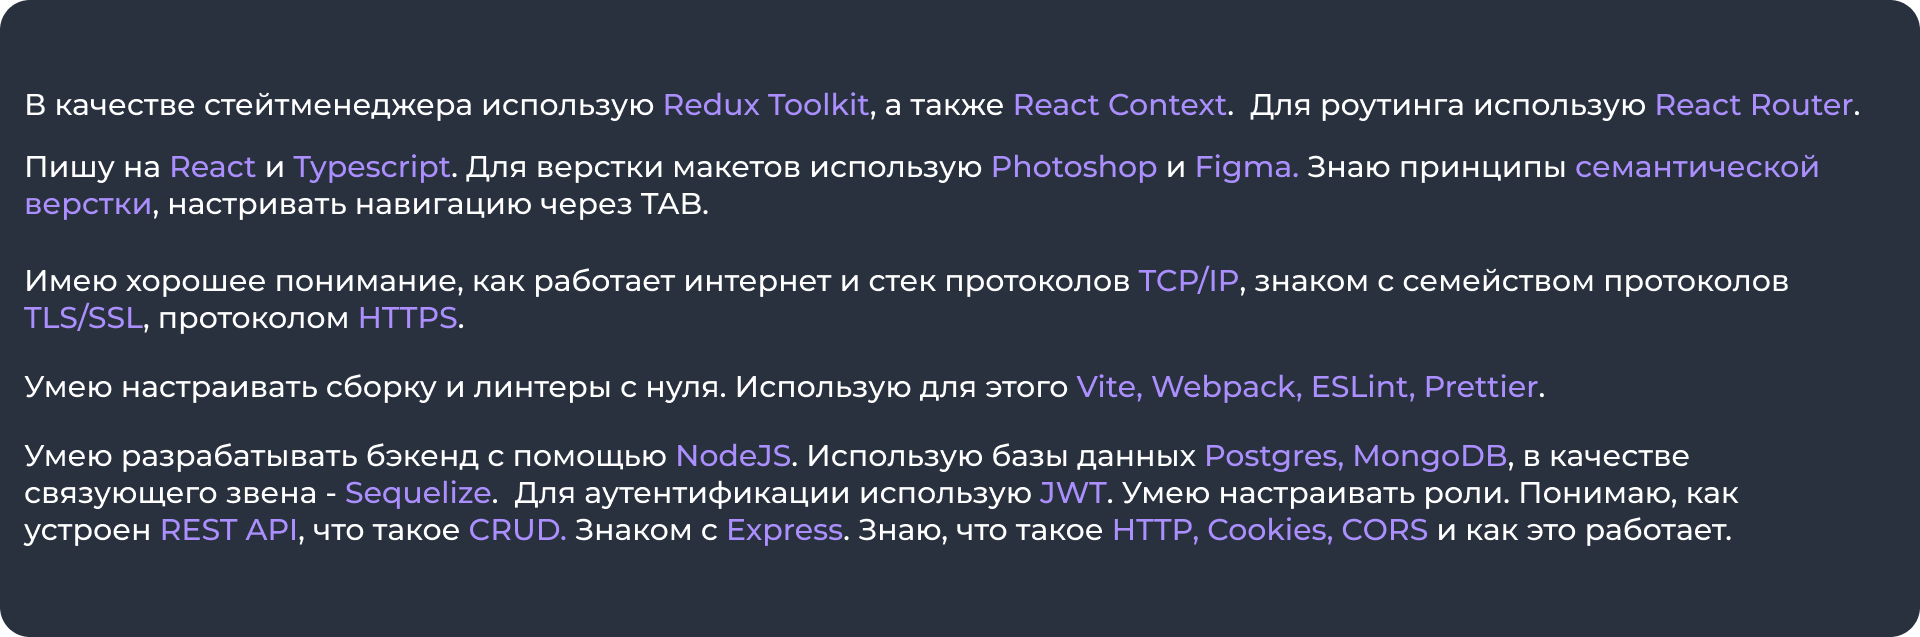 В качестве стейтменеджера использую Redux Toolkit, а также React Context.  Для роутинга использую React Router.
Пишу на React и Typescript. Для верстки макетов использую Photoshop и Figma. Знаю принципы семантической
верстки, настривать навигацию через TAB.
Имею хорошее понимание, как работает интернет и стек протоколов TCP/IP, знаком с семейством протоколов
TLS/SSL, протоколом HTTPS.
Умею настраивать сборку и линтеры с нуля. Использую для этого Vite, Webpack, ESLint, Prettier.
Умею разрабатывать бэкенд с помощью NodeJS. Использую базы данных Postgres, MongoDB, в качестве
связующего звена - Sequelize.  Для аутентификации использую JWT. Умею настраивать роли. Понимаю, как
устроен REST API, что такое CRUD. Знаком с Express. Знаю, что такое HTTP, Cookies, CORS и как это работает.